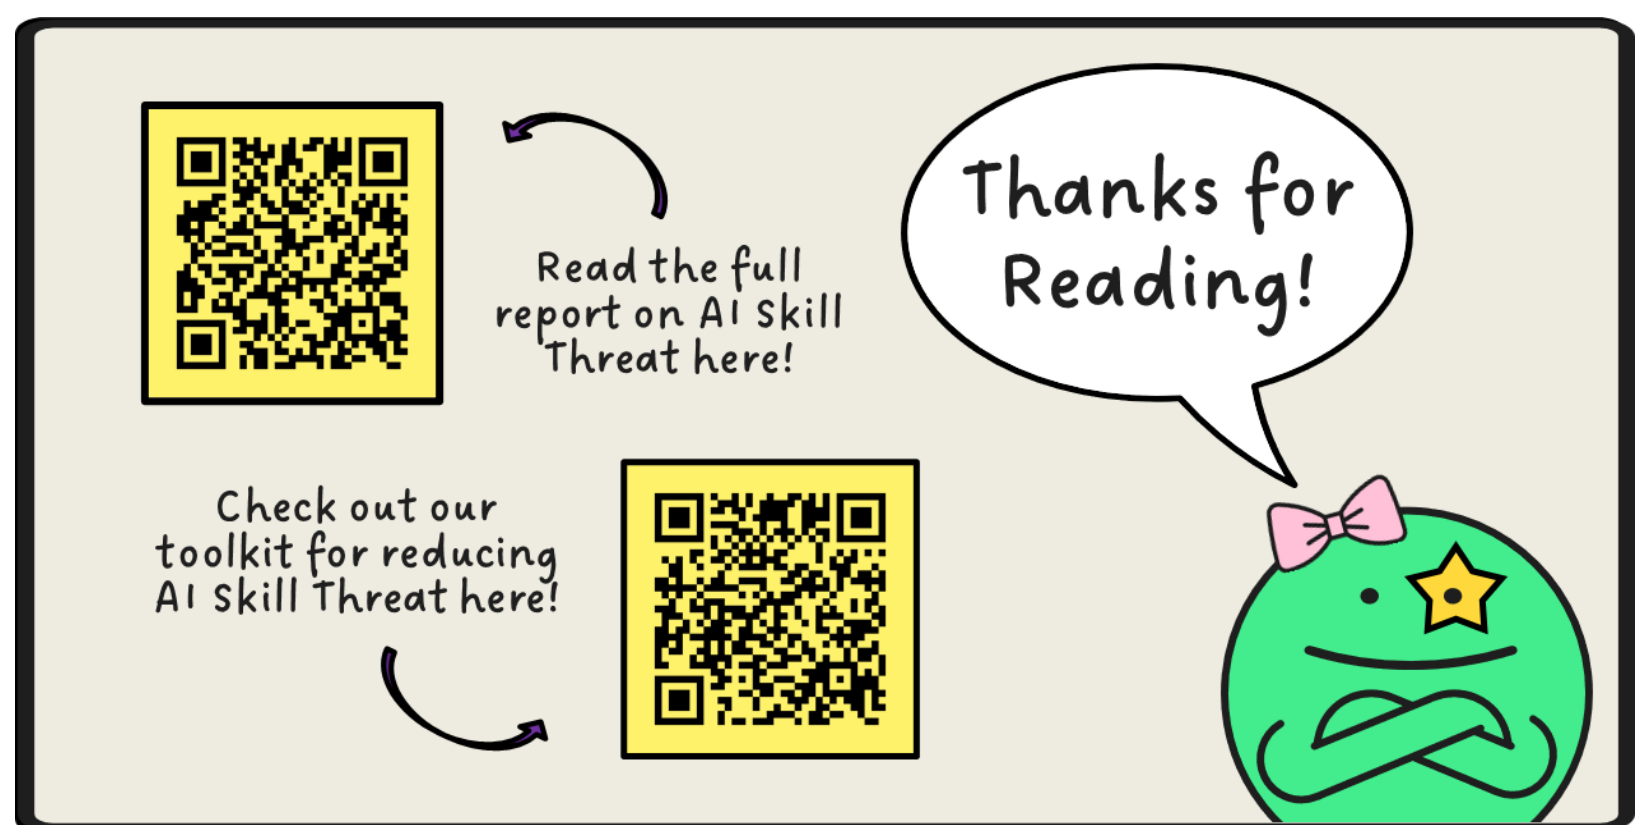 Read the full
report on AI Skill
Threat here!
Thanks for
Reading!
Check out our
toolkit for reducing
AI Skill Threat here!